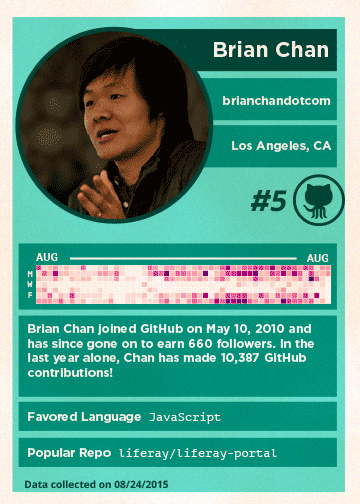 Brian Chan
brianchandotcom
Los Angeles, CA
#5
AUG AUG
M
W
F
Brian Chan joined GitHub on May 10, 2010 and
has since gone on to earn 660 followers. In the
last year alone, Chan has made 10,387 GitHub
contributions!
Favored Language JavaScript
Popular Repo liferay/liferay-portal
Data collected on 08/24/2015